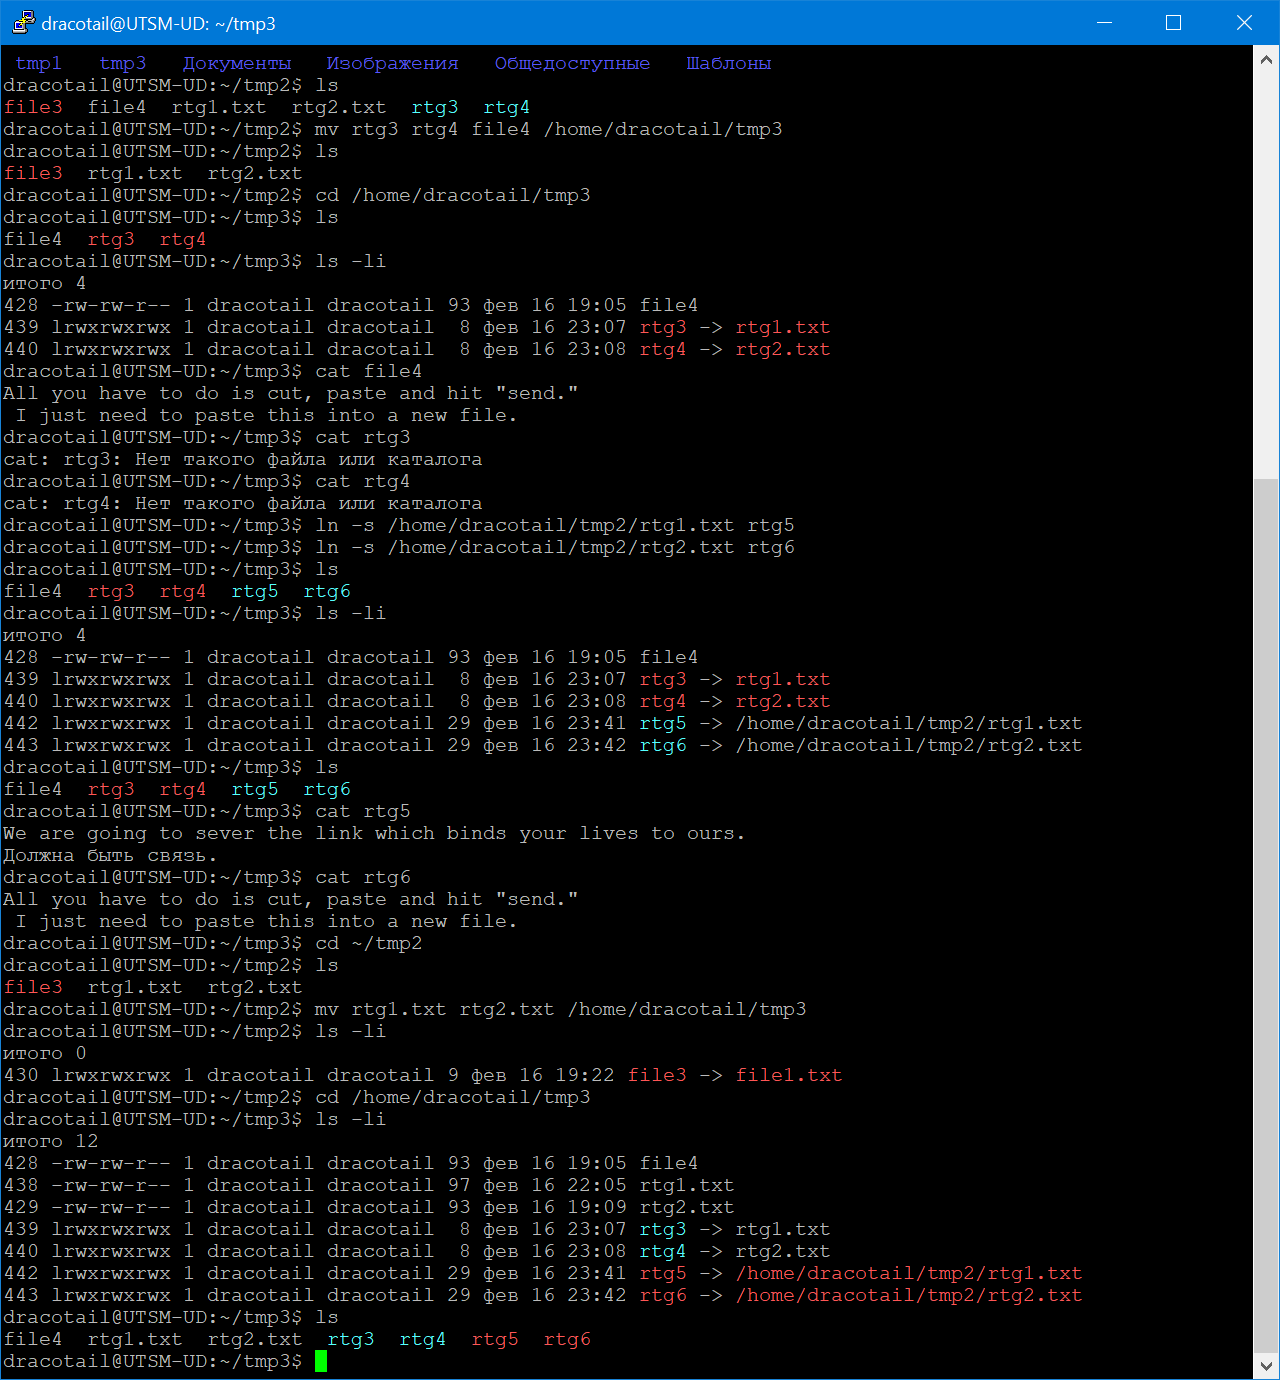 dracotail@UTSM-UD: ~/tmp3
tmp1   tmp3   Документы   Изображения   Общедоступные   Шаблоны
dracotail@UTSM-UD:~/tmp2$ ls
file3  file4  rtg1.txt  rtg2.txt  rtg3  rtg4
dracotail@UTSM-UD:~/tmp2$ mv rtg3 rtg4 file4 /home/dracotail/tmp3
dracotail@UTSM-UD:~/tmp2$ ls
file3  rtg1.txt  rtg2.txt
dracotail@UTSM-UD:~/tmp2$ cd /home/dracotail/tmp3
dracotail@UTSM-UD:~/tmp3$ ls
file4  rtg3  rtg4
dracotail@UTSM-UD:~/tmp3$ ls -li
итого 4
428 -rw-rw-r-- 1 dracotail dracotail 93 фев 16 19:05 file4
439 lrwxrwxrwx 1 dracotail dracotail  8 фев 16 23:07 rtg3 -> rtg1.txt
440 lrwxrwxrwx 1 dracotail dracotail  8 фев 16 23:08 rtg4 -> rtg2.txt
dracotail@UTSM-UD:~/tmp3$ cat file4
All you have to do is cut, paste and hit "send."
 I just need to paste this into a new file.
dracotail@UTSM-UD:~/tmp3$ cat rtg3
cat: rtg3: Нет такого файла или каталога
dracotail@UTSM-UD:~/tmp3$ cat rtg4
cat: rtg4: Нет такого файла или каталога
dracotail@UTSM-UD:~/tmp3$ ln -s /home/dracotail/tmp2/rtg1.txt rtg5
dracotail@UTSM-UD:~/tmp3$ ln -s /home/dracotail/tmp2/rtg2.txt rtg6
dracotail@UTSM-UD:~/tmp3$ ls
file4  rtg3  rtg4  rtg5  rtg6
dracotail@UTSM-UD:~/tmp3$ ls -li
итого 4
428 -rw-rw-r-- 1 dracotail dracotail 93 фев 16 19:05 file4
439 lrwxrwxrwx 1 dracotail dracotail  8 фев 16 23:07 rtg3 -> rtg1.txt
440 lrwxrwxrwx 1 dracotail dracotail  8 фев 16 23:08 rtg4 -> rtg2.txt
442 lrwxrwxrwx 1 dracotail dracotail 29 фев 16 23:41 rtg5 -> /home/dracotail/tmp2/rtg1.txt
443 lrwxrwxrwx 1 dracotail dracotail 29 фев 16 23:42 rtg6 -> /home/dracotail/tmp2/rtg2.txt
dracotail@UTSM-UD:~/tmp3$ ls
file4  rtg3  rtg4  rtg5  rtg6
dracotail@UTSM-UD:~/tmp3$ cat rtg5
We are going to sever the link which binds your lives to ours.
Должна быть связь.
dracotail@UTSM-UD:~/tmp3$ cat rtg6
All you have to do is cut, paste and hit "send."
 I just need to paste this into a new file.
dracotail@UTSM-UD:~/tmp3$ cd ~/tmp2
dracotail@UTSM-UD:~/tmp2$ ls
file3  rtg1.txt  rtg2.txt
dracotail@UTSM-UD:~/tmp2$ mv rtg1.txt rtg2.txt /home/dracotail/tmp3
dracotail@UTSM-UD:~/tmp2$ ls -li
итого 0
430 lrwxrwxrwx 1 dracotail dracotail 9 фев 16 19:22 file3 -> file1.txt
dracotail@UTSM-UD:~/tmp2$ cd /home/dracotail/tmp3
dracotail@UTSM-UD:~/tmp3$ ls -li
итого 12
428 -rw-rw-r-- 1 dracotail dracotail 93 фев 16 19:05 file4
438 -rw-rw-r-- 1 dracotail dracotail 97 фев 16 22:05 rtg1.txt
429 -rw-rw-r-- 1 dracotail dracotail 93 фев 16 19:09 rtg2.txt
439 lrwxrwxrwx 1 dracotail dracotail  8 фев 16 23:07 rtg3 -> rtg1.txt
440 lrwxrwxrwx 1 dracotail dracotail  8 фев 16 23:08 rtg4 -> rtg2.txt
442 lrwxrwxrwx 1 dracotail dracotail 29 фев 16 23:41 rtg5 -> /home/dracotail/tmp2/rtg1.txt
443 lrwxrwxrwx 1 dracotail dracotail 29 фев 16 23:42 rtg6 -> /home/dracotail/tmp2/rtg2.txt
dracotail@UTSM-UD:~/tmp3$ ls
file4  rtg1.txt  rtg2.txt  rtg3  rtg4  rtg5  rtg6
dracotail@UTSM-UD:~/tmp3$